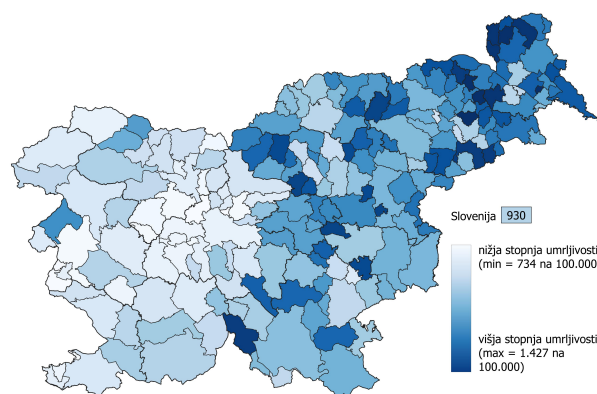 Slovenija 930
nižja stopnja umrljivosti
(min = 734 na 100.000)
višja stopnja umrljivosti
(max = 1.427 na
100.000)